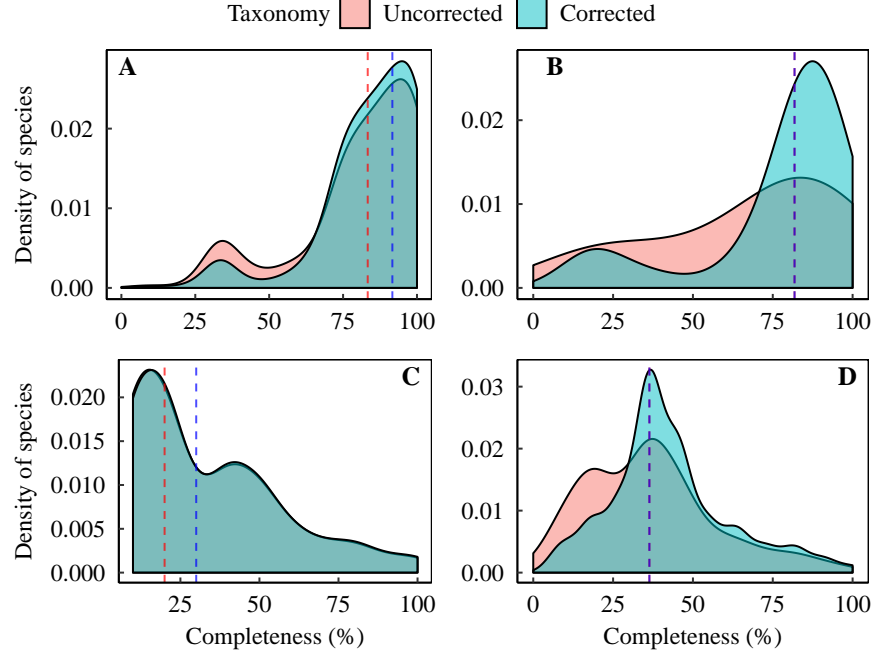 Taxonomy Uncorrected Corrected
A
B
Density of species
0.02
0.01
0.00
0 25 50 75 100
0.02
0.01
0.00
0 25 50 75 100
C
D
Density of species
0.020
0.015
0.010
0.005
0.000
25 50 75 100
Completeness (%)
0.03
0.02
0.01
0.00
0 25 50 75 100
Completeness (%)